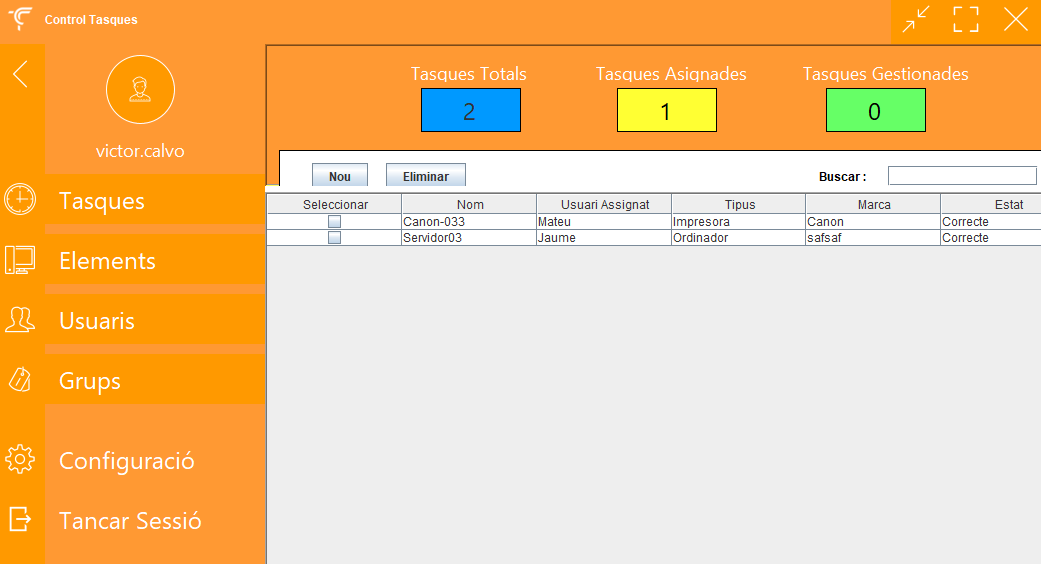 Control Tasques
victor.calvo
Tasques
Elements
Usuaris
Grups
Configuració
Tancar Sessió
Tasques Totals Tasques Asignades Tasques Gestionades
2 1 0
Nou Eliminar Buscar :
Seleccionar Nom Usuari Assignat Tipus Marca Estat
Canon-033 Mateu Impresora Canon Correcte
Servidor03 Jaume Ordinador safsaf Correcte